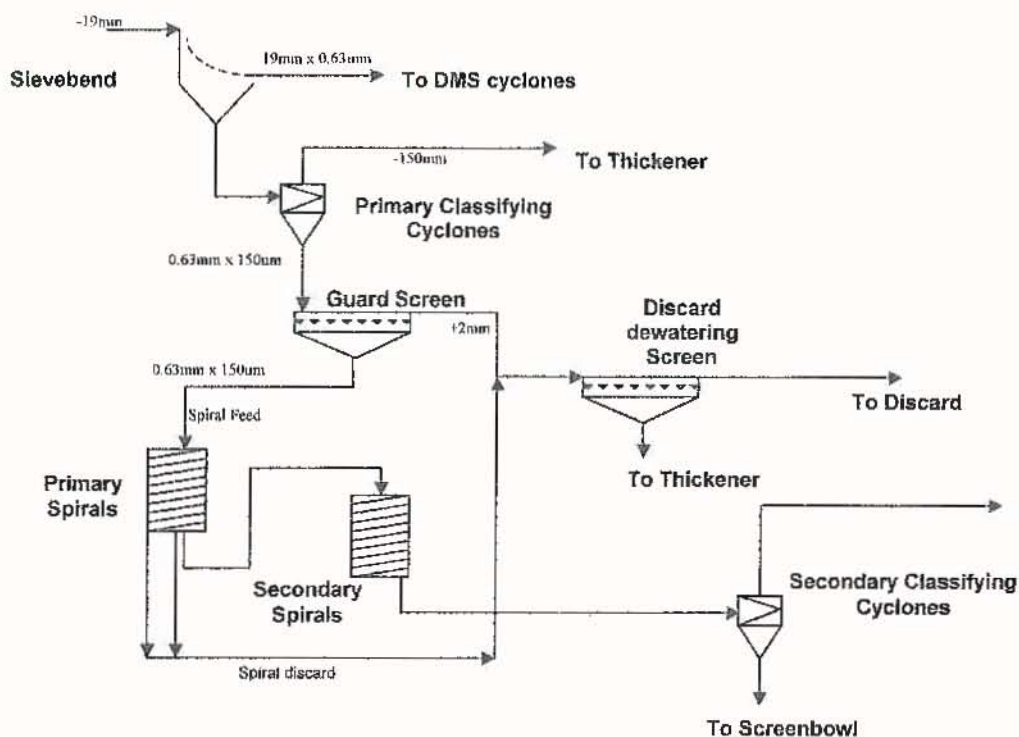 -19mm
19mm x 0.63um
Sievebend
To DMS cyclones
-150mm
To Thickener
Primary Classifying
Cyclones
0.63mm x 150um
Guard Screen
+2mm
Discard
dewatering
Screen
0.63mm x 150um
Spiral Feed
To Discard
Primary
Spirals
To Thickener
Secondary
Spirals
Secondary Classifying
Cyclones
Spiral discard
To Screenbowl